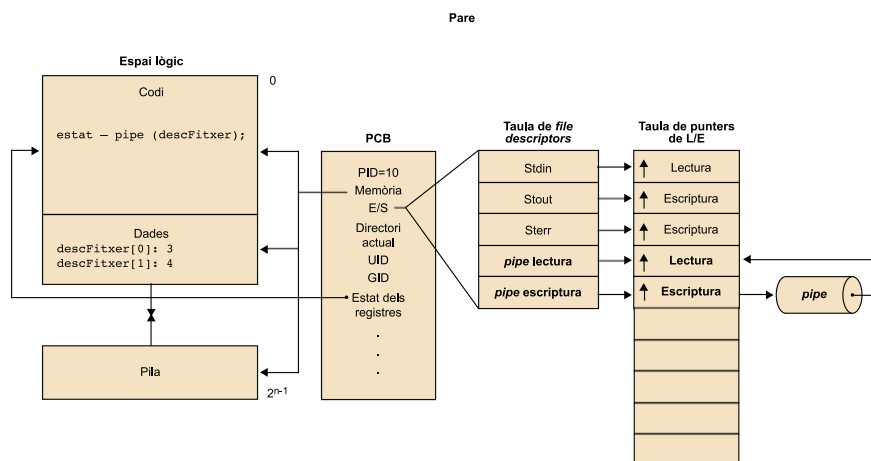 Pare
Espai lògic
0
Codi
estat – pipe (descFitxer);
Dades
descFitxer[0]: 3
descFitxer[1]: 4
Pila
2ⁿ⁻¹
PCB
PID=10
Memòria
E/S
Directori
actual
UID
GID
Estat dels
registres
.
.
.
Taula de file
descriptors
Stdin
Stout
Sterr
pipe lectura
pipe escriptura
Taula de punters
de L/E
Lectura
Escriptura
Escriptura
Lectura
Escriptura
pipe